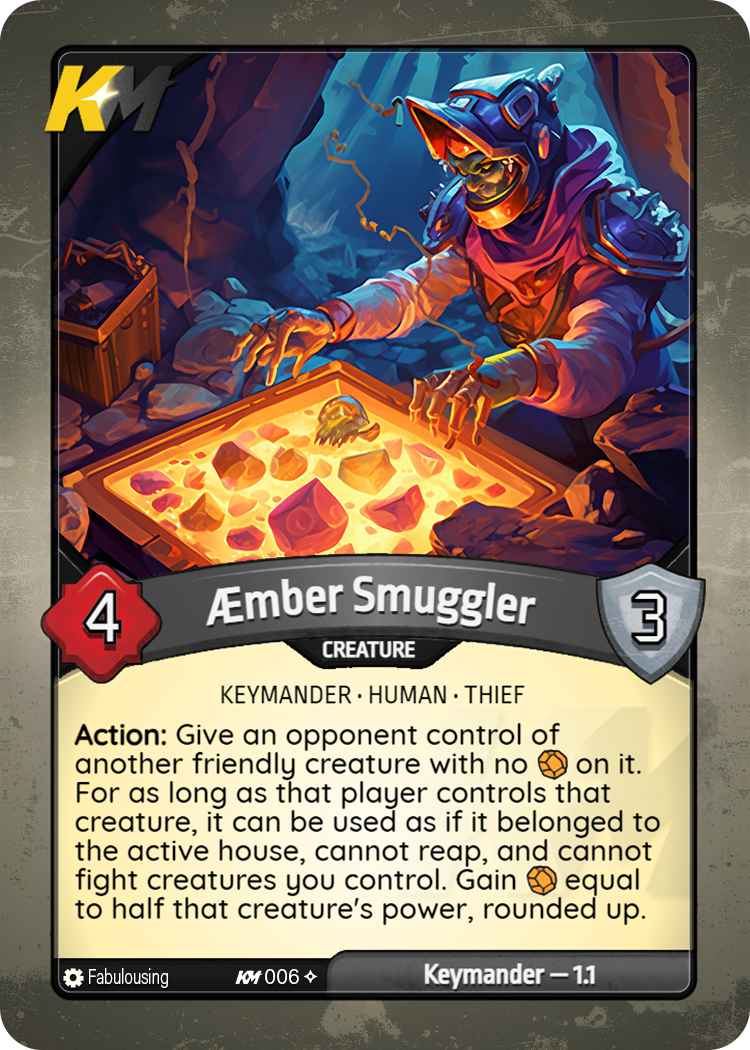 KM
4
Æmber Smuggler
3
CREATURE
KEYMANDER · HUMAN · THIEF
Action: Give an opponent control of
another friendly creature with no on it.
For as long as that player controls that
creature, it can be used as if it belonged to
the active house, cannot reap, and cannot
fight creatures you control. Gain equal
to half that creature's power, rounded up.
Fabulousing KM 006 Keymander — 1.1